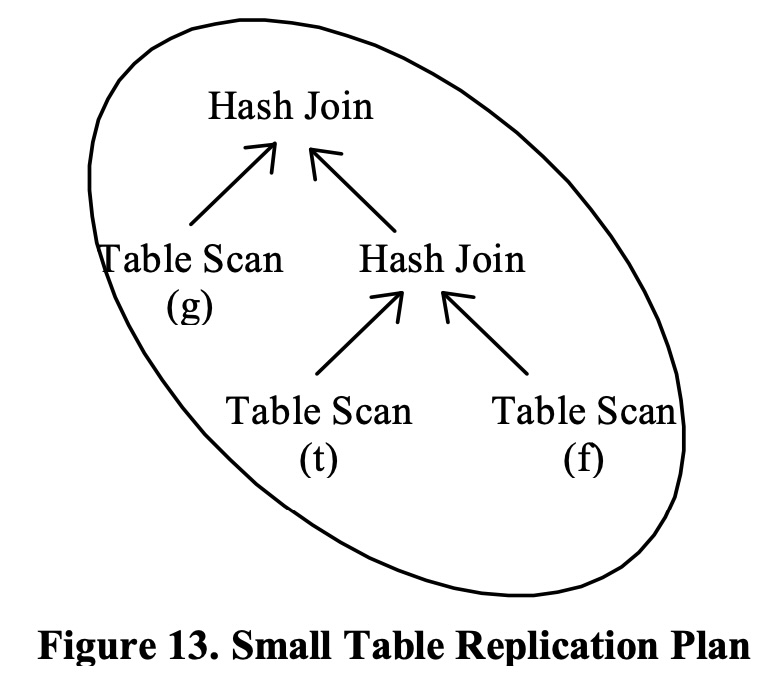 Hash Join
Table Scan
(g)
Hash Join
Table Scan
(t)
Table Scan
(f)
Figure 13. Small Table Replication Plan